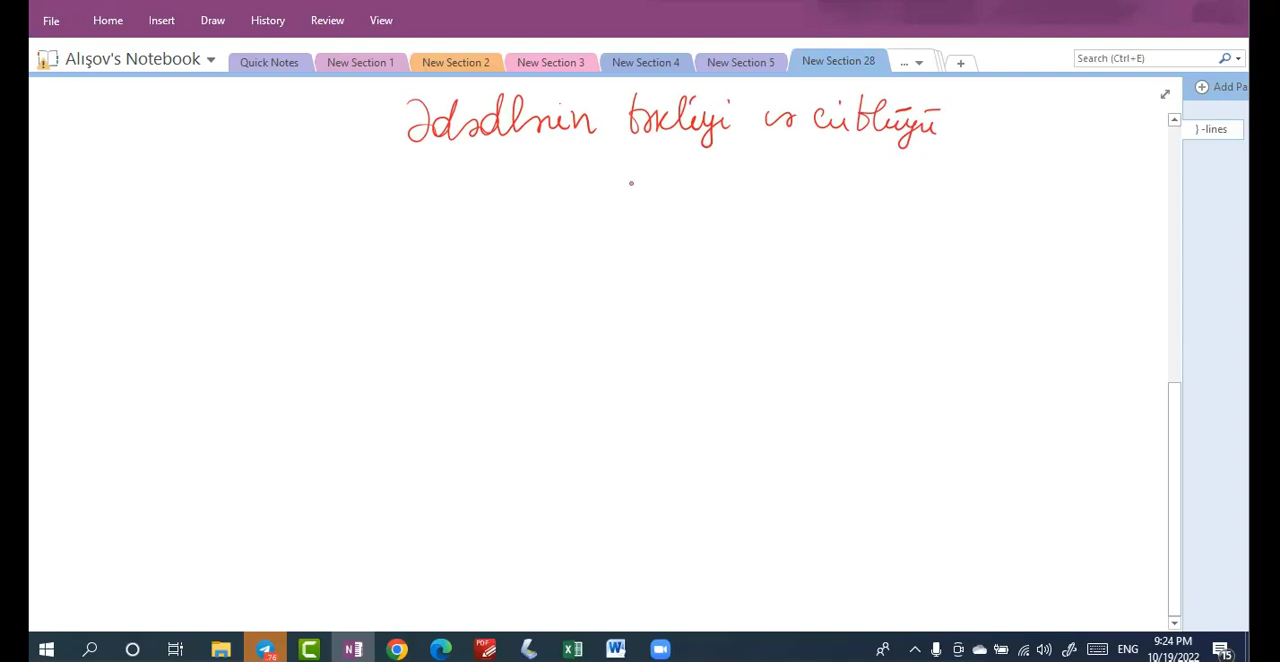 File Home Insert Draw History Review View
Alışov's Notebook Quick Notes New Section 1 New Section 2 New Section 3 New Section 4 New Section 5 New Section 28 ... + Search (Ctrl+E)
Add Pa
Ədədlərin təkliyi və cütlüyü
} -lines
76
9:24 PM
ENG
10/19/2022
15